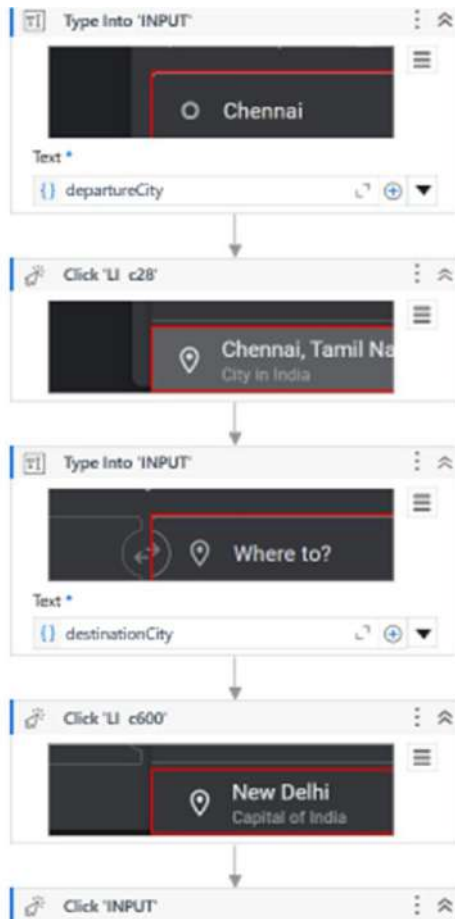 Type Into 'INPUT'
Chennai
Text *
{} departureCity
Click 'LI c28'
Chennai, Tamil Na
City in India
Type Into 'INPUT'
Where to?
Text *
{} destinationCity
Click 'LI c600'
New Delhi
Capital of India
Click 'INPUT'